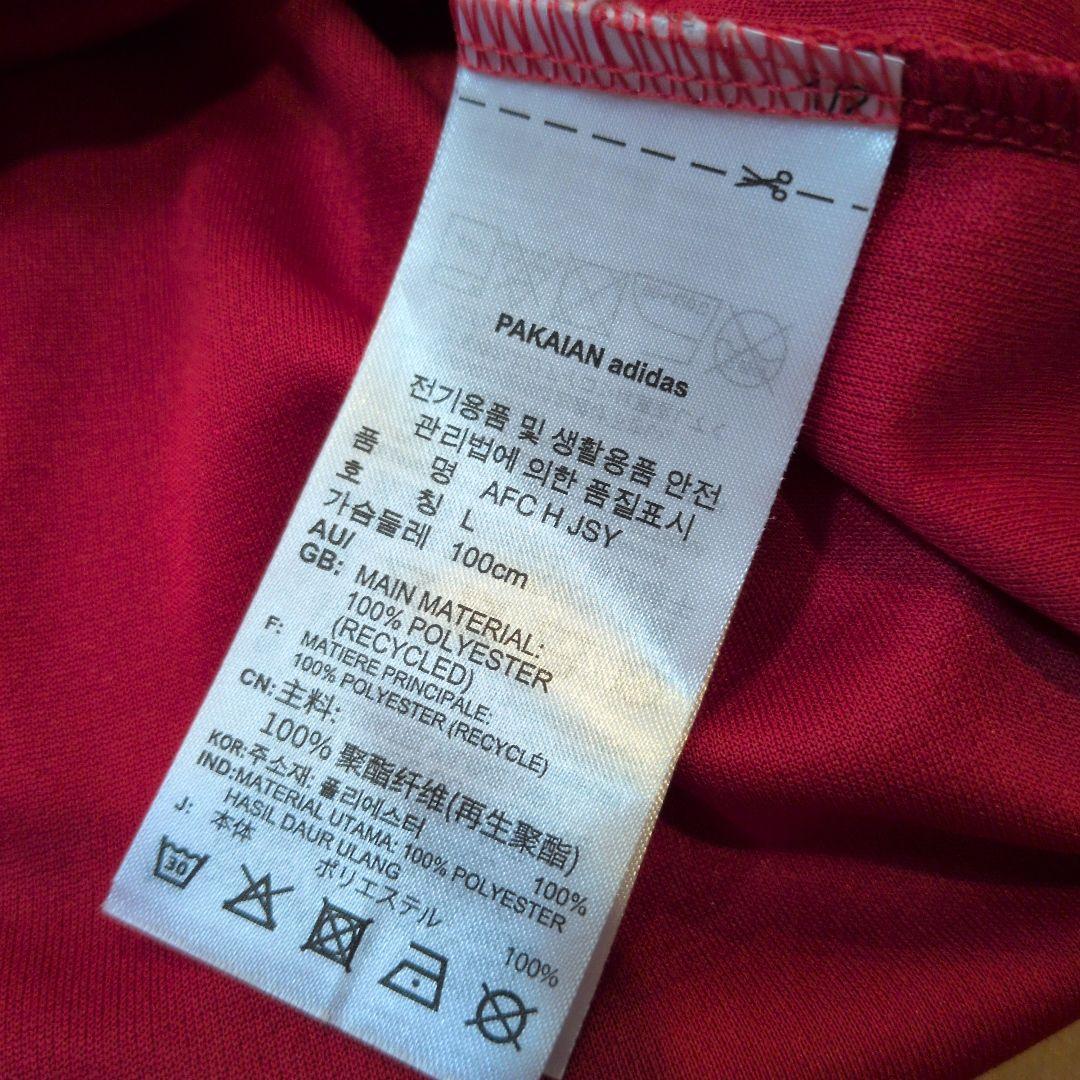 1/2
PAKAIAN adidas
전기용품 및 생활용품 안전
관리법에 의한 품질표시
품 명 AFC H JSY
호 칭 L
가슴둘레 100cm
AU/
GB: MAIN MATERIAL:
100% POLYESTER
(RECYCLED)
F: MATIERE PRINCIPALE:
100% POLYESTER (RECYCLÉ)
CN: 主料:
100% 聚酯纤维(再生聚酯)
KOR: 주소재: 폴리에스터 100%
IND: MATERIAL UTAMA: 100% POLYESTER
HASIL DAUR ULANG
J: 本体
ポリエステル 100%
30